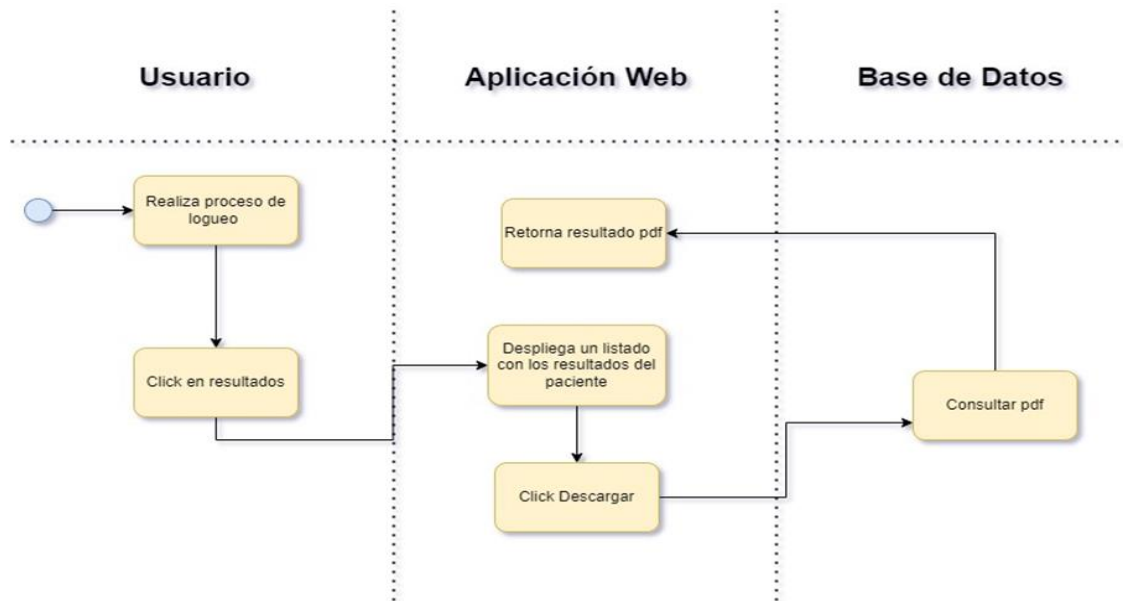 Usuario
Aplicación Web
Base de Datos
Realiza proceso de
logueo
Click en resultados
Retorna resultado pdf
Despliega un listado
con los resultados del
paciente
Click Descargar
Consultar pdf